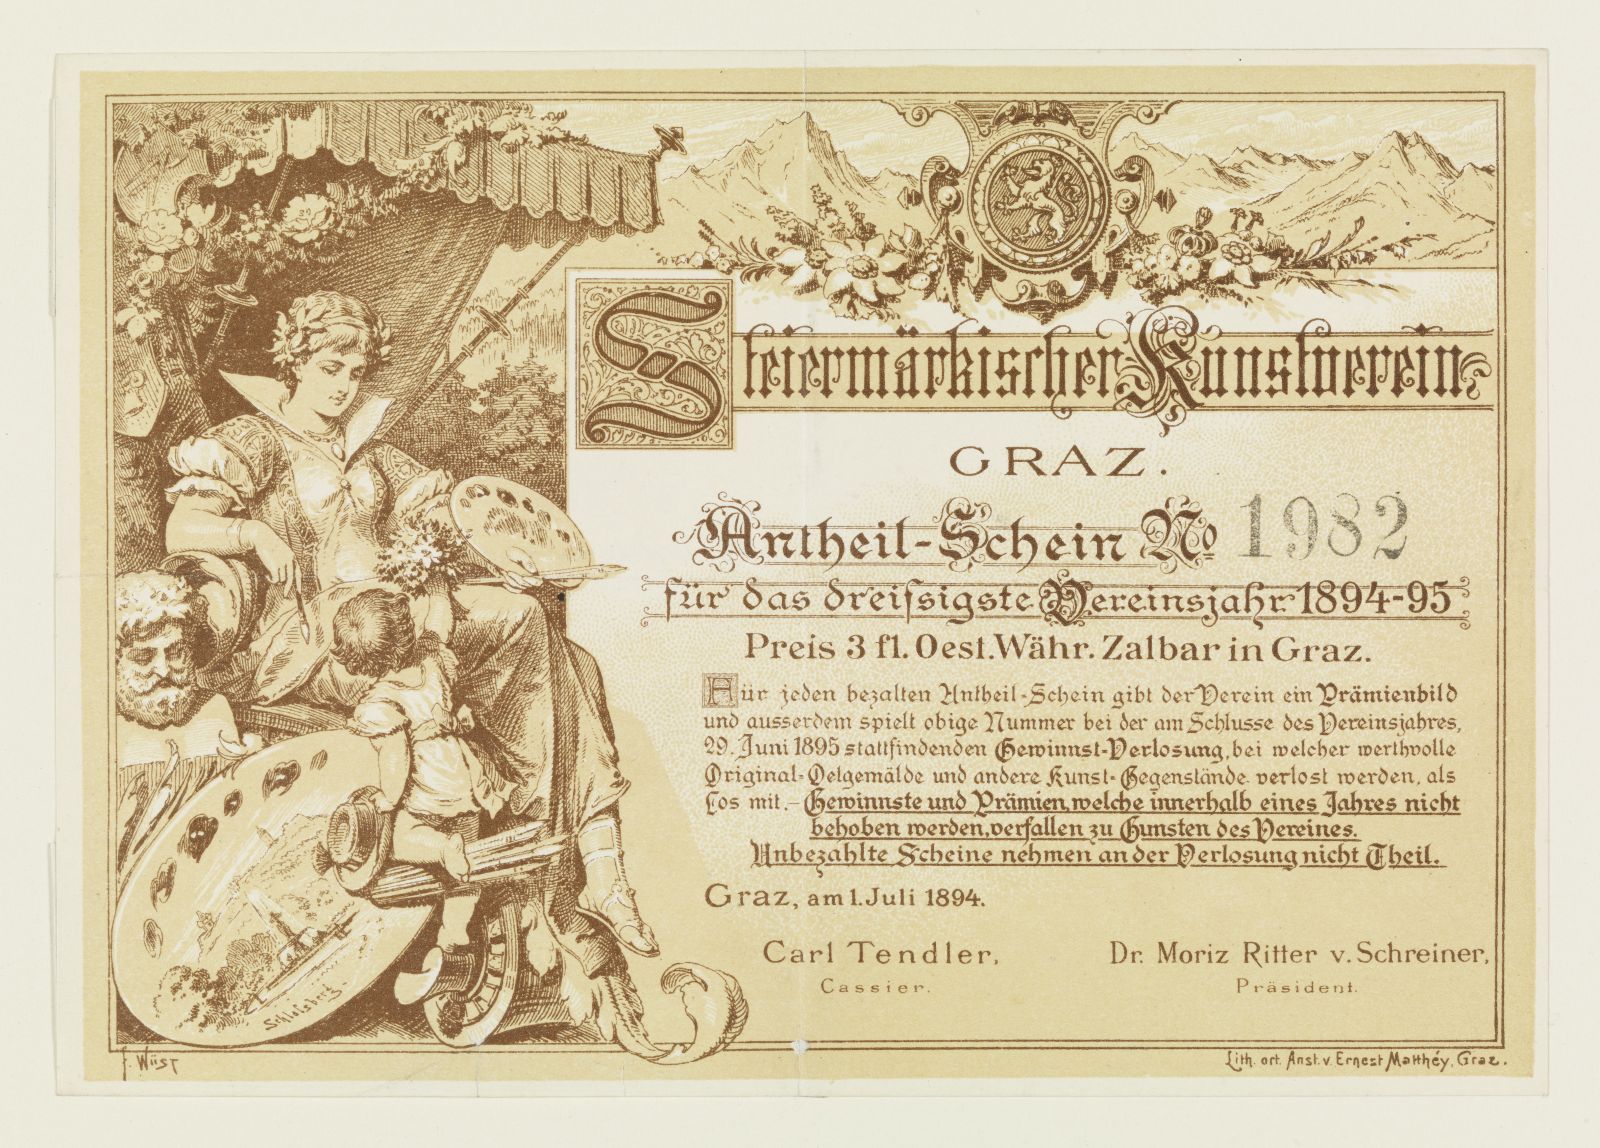 Steiermärkischer Kunstverein
GRAZ.
Antheil-Schein No 1982
für das dreiſsigste Vereinsjahr 1894-95
Preis 3 fl. Oest. Währ. Zalbar in Graz.
Für jeden bezalten Antheil-Schein gibt der Verein ein Prämienbild
und ausserdem spielt obige Nummer bei der am Schlusse des Vereinsjahres,
29. Juni 1895 stattfindenden Gewinnst-Verlosung, bei welcher werthvolle
Original-Oelgemälde und andere Kunst-Gegenstände verlost werden, als
Los mit.- Gewinnste und Prämien, welche innerhalb eines Jahres nicht
behoben werden, verfallen zu Gunsten des Vereines.
Unbezahlte Scheine nehmen an der Verlosung nicht Theil.
Graz, am 1. Juli 1894.
Carl Tendler,
Cassier.
Dr. Moriz Ritter v. Schreiner,
Präsident.
Schlossberg.
F. Wüst
Lith. art. Anst. v. Ernest Matthéy, Graz.